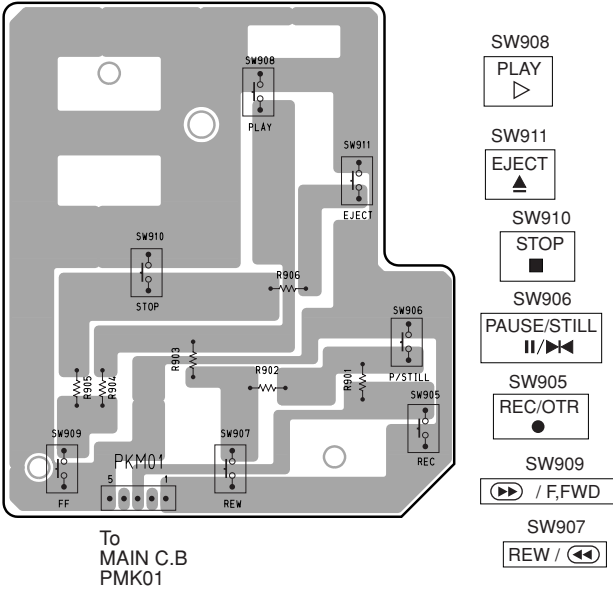 SW908
PLAY
SW911
EJECT
SW910
STOP
R906
SW906
P/STILL
R903
R902
R901
R905
R904
SW905
REC
SW909
FF
PKM01
5
1
SW907
REW
To
MAIN C.B
PMK01
SW908
PLAY
SW911
EJECT
SW910
STOP
SW906
PAUSE/STILL
/
SW905
REC/OTR
SW909
/ F,FWD
SW907
REW /